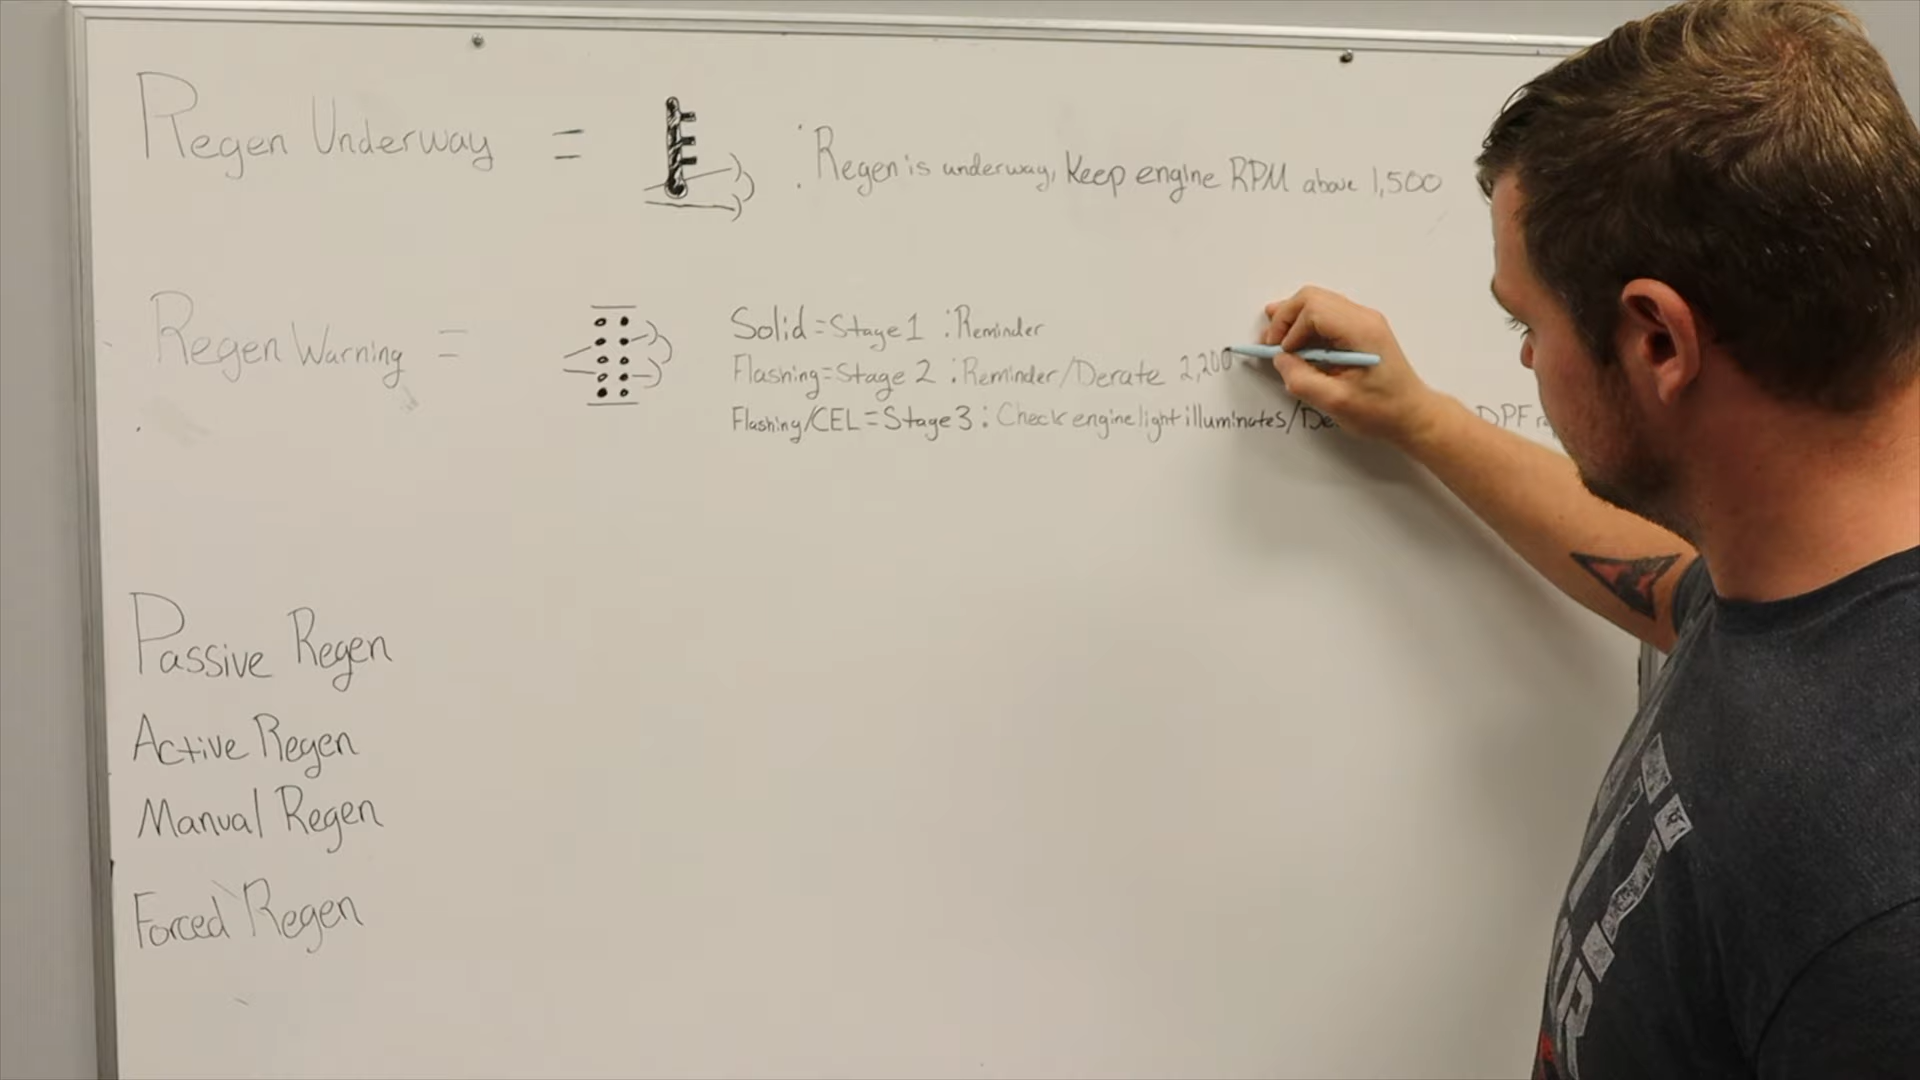 Regen Underway = : Regen is underway, Keep engine RPM above 1,500
Regen Warning =
Solid = Stage 1 : Reminder
Flashing = Stage 2 : Reminder/Derate 2,200
Flashing/CEL = Stage 3 : Check engine light illuminates/ DPF
Passive Regen
Active Regen
Manual Regen
Forced Regen